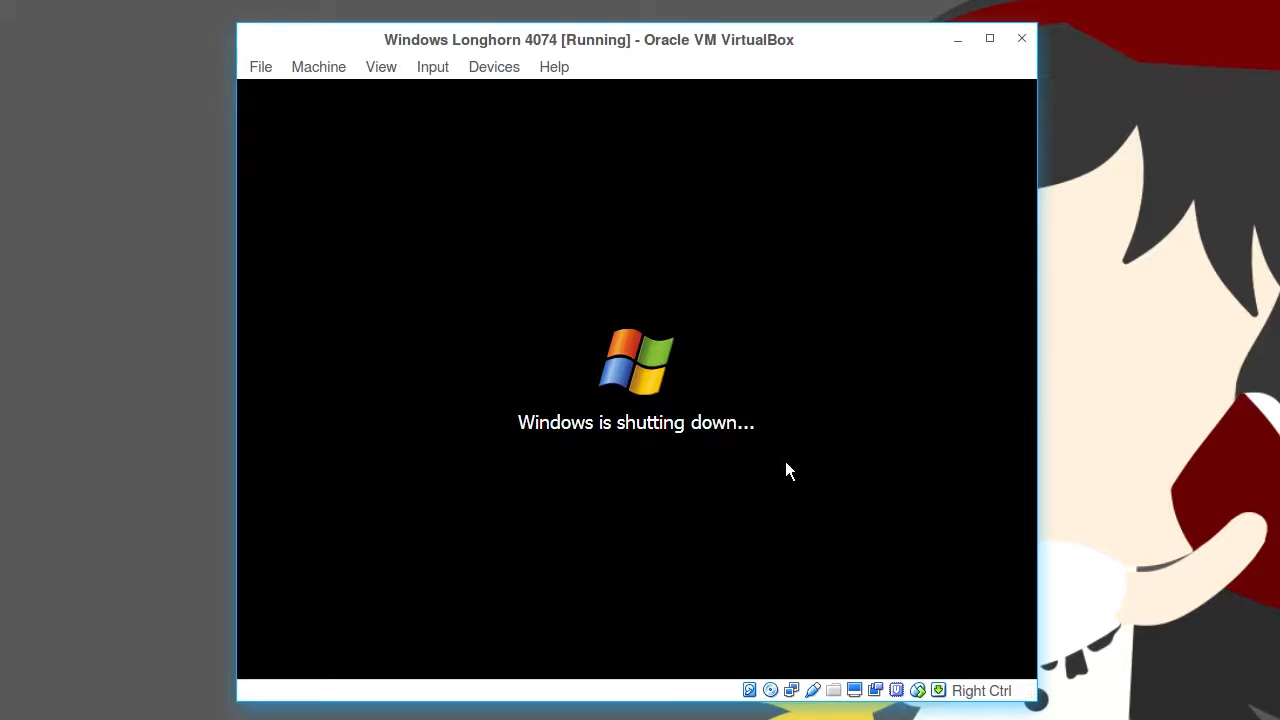 Windows Longhorn 4074 [Running] - Oracle VM VirtualBox
File Machine View Input Devices Help
Windows is shutting down...
Right Ctrl